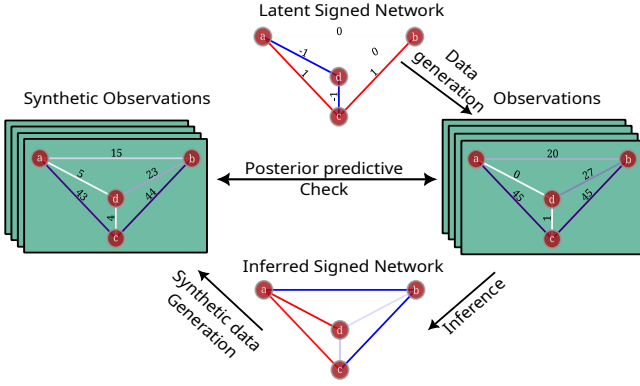 Latent Signed Network
0
a
b
-1
0
1
d
1
-1
c
Data
generation
Synthetic Observations
Observations
15
a
b
5
23
43
d
44
4
c
Posterior predictive
Check
20
a
b
0
27
45
d
45
1
c
Inferred Signed Network
a
b
d
c
Synthetic data
Generation
Inference